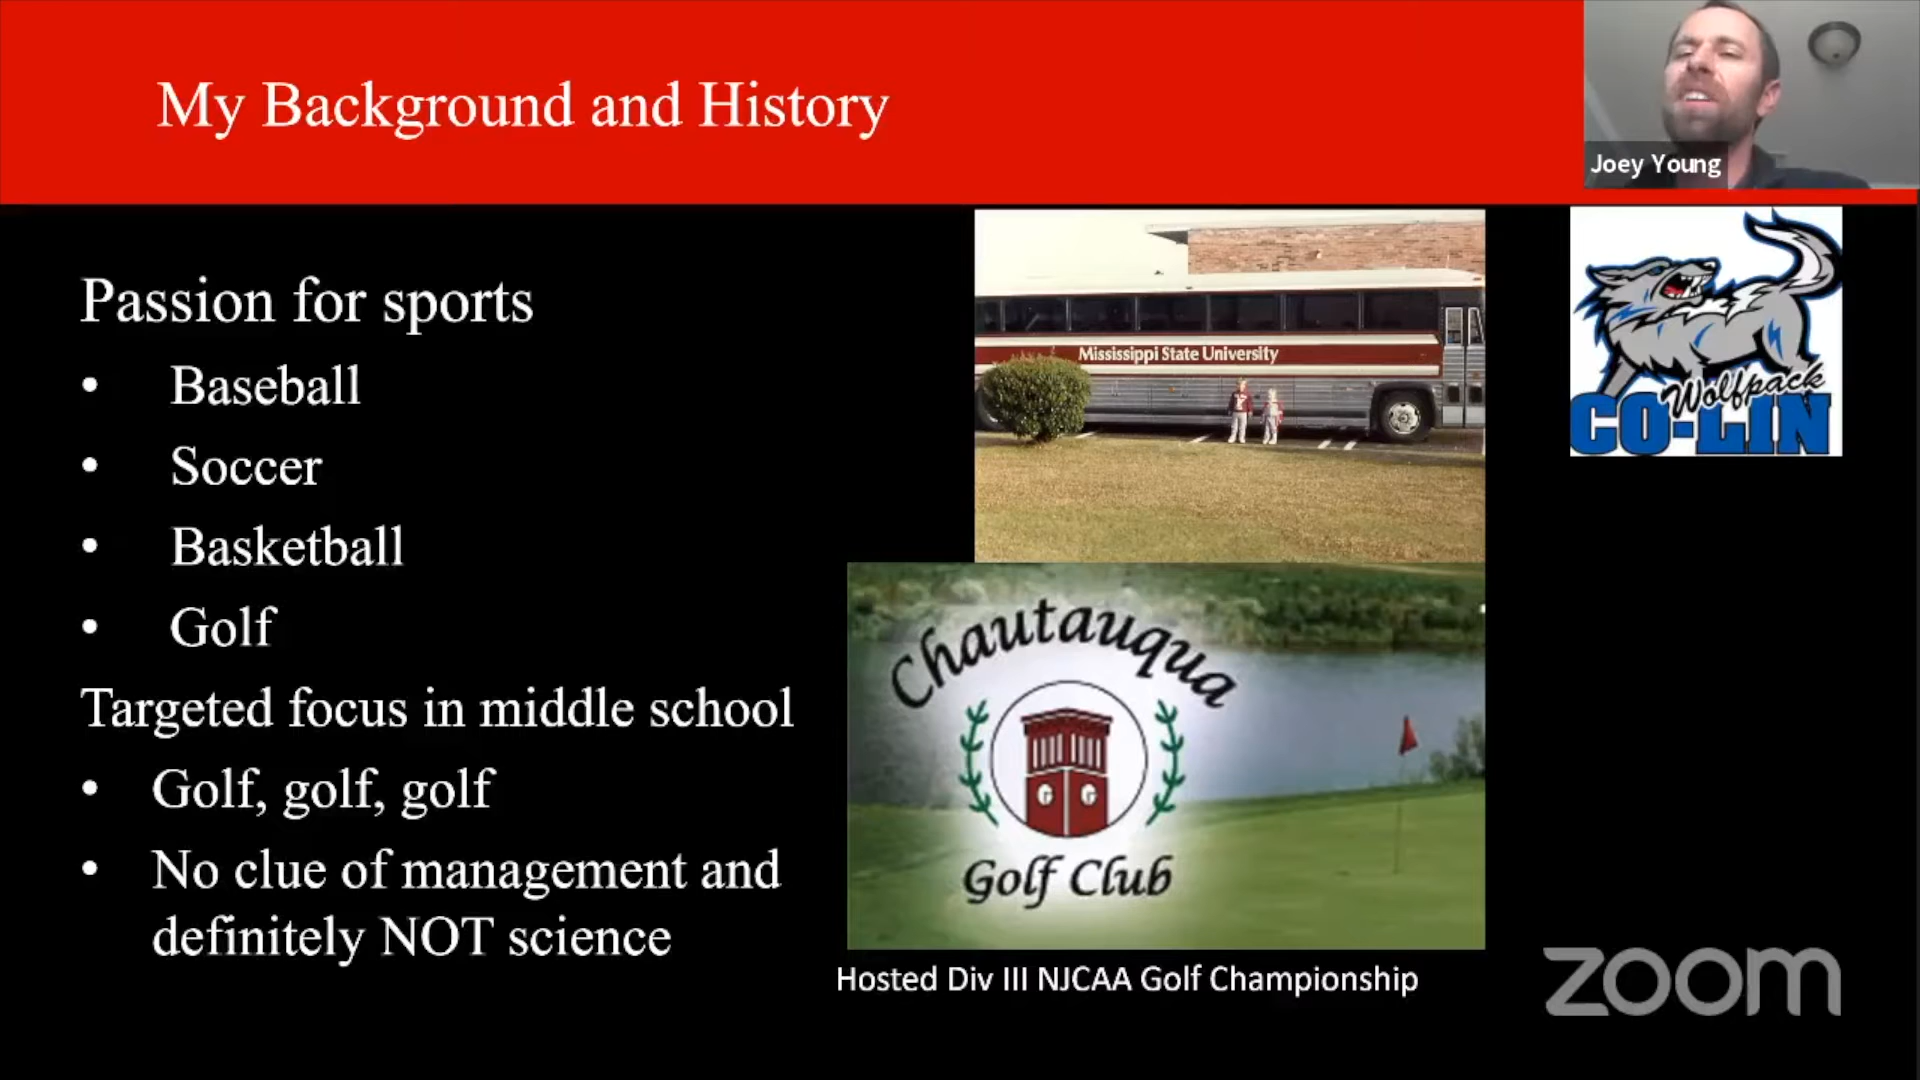 My Background and History
Joey Young
Passion for sports
• Baseball
• Soccer
• Basketball
• Golf
Targeted focus in middle school
• Golf, golf, golf
• No clue of management and
definitely NOT science
Mississippi State University
Wolfpack
CO-LIN
Chautauqua
G G
Golf Club
Hosted Div III NJCAA Golf Championship
zoom